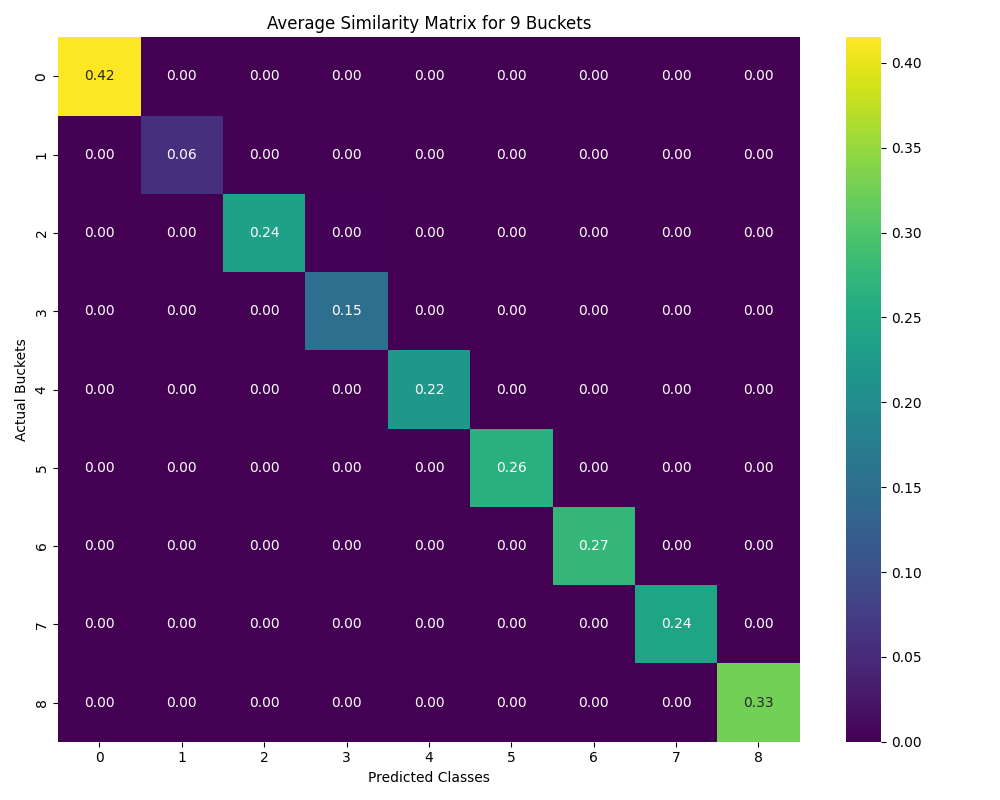 Average Similarity Matrix for 9 Buckets
0 0.42 0.00 0.00 0.00 0.00 0.00 0.00 0.00 0.00
1 0.00 0.06 0.00 0.00 0.00 0.00 0.00 0.00 0.00
2 0.00 0.00 0.24 0.00 0.00 0.00 0.00 0.00 0.00
3 0.00 0.00 0.00 0.15 0.00 0.00 0.00 0.00 0.00
4 0.00 0.00 0.00 0.00 0.22 0.00 0.00 0.00 0.00
5 0.00 0.00 0.00 0.00 0.00 0.26 0.00 0.00 0.00
6 0.00 0.00 0.00 0.00 0.00 0.00 0.27 0.00 0.00
7 0.00 0.00 0.00 0.00 0.00 0.00 0.00 0.24 0.00
8 0.00 0.00 0.00 0.00 0.00 0.00 0.00 0.00 0.33
0 1 2 3 4 5 6 7 8
Predicted Classes
Actual Buckets
0.40
0.35
0.30
0.25
0.20
0.15
0.10
0.05
0.00